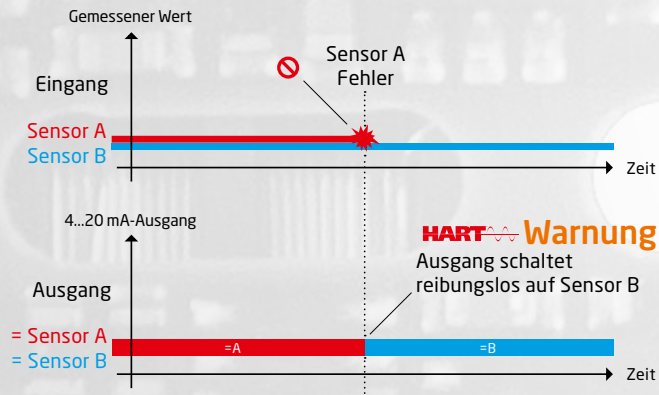 Gemessener Wert
Sensor A
Fehler
Eingang
Sensor A
Sensor B
Zeit
4...20 mA-Ausgang
HART Warnung
Ausgang schaltet
reibungslos auf Sensor B
Ausgang
= Sensor A
= Sensor B
=A
=B
Zeit